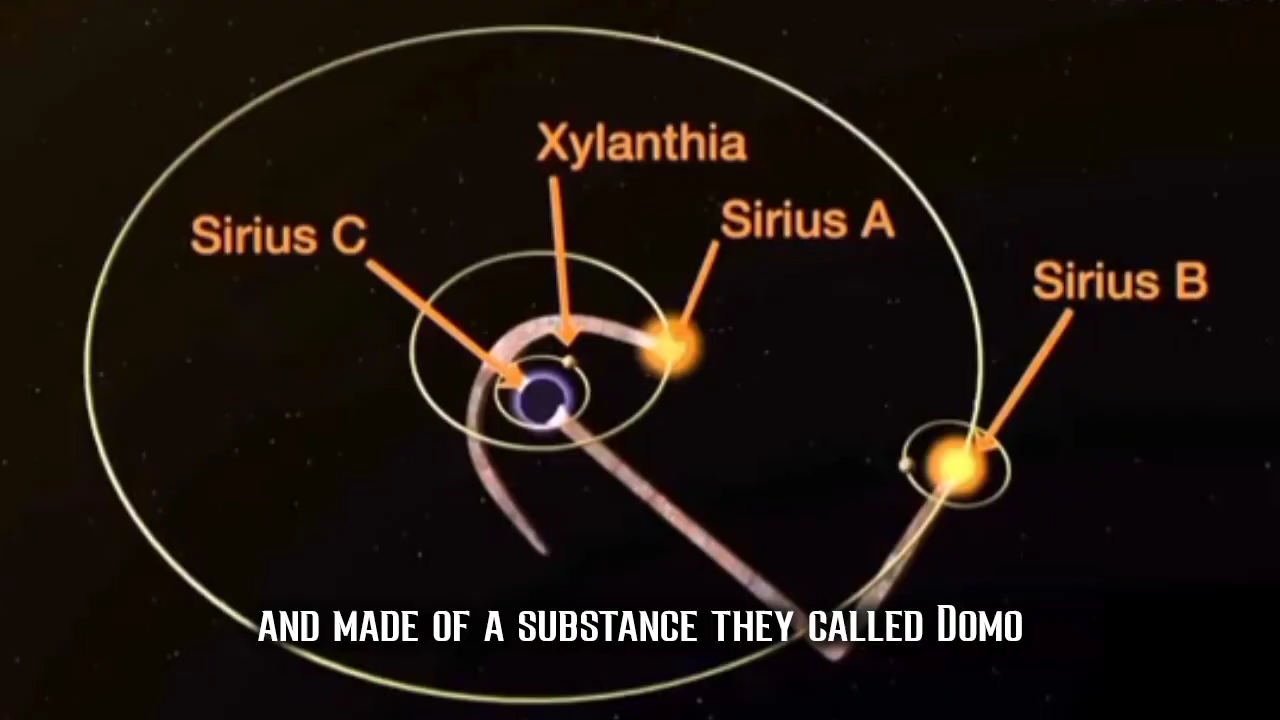 Xylanthia
Sirius C
Sirius A
Sirius B
AND MADE OF A SUBSTANCE THEY CALLED DOMO